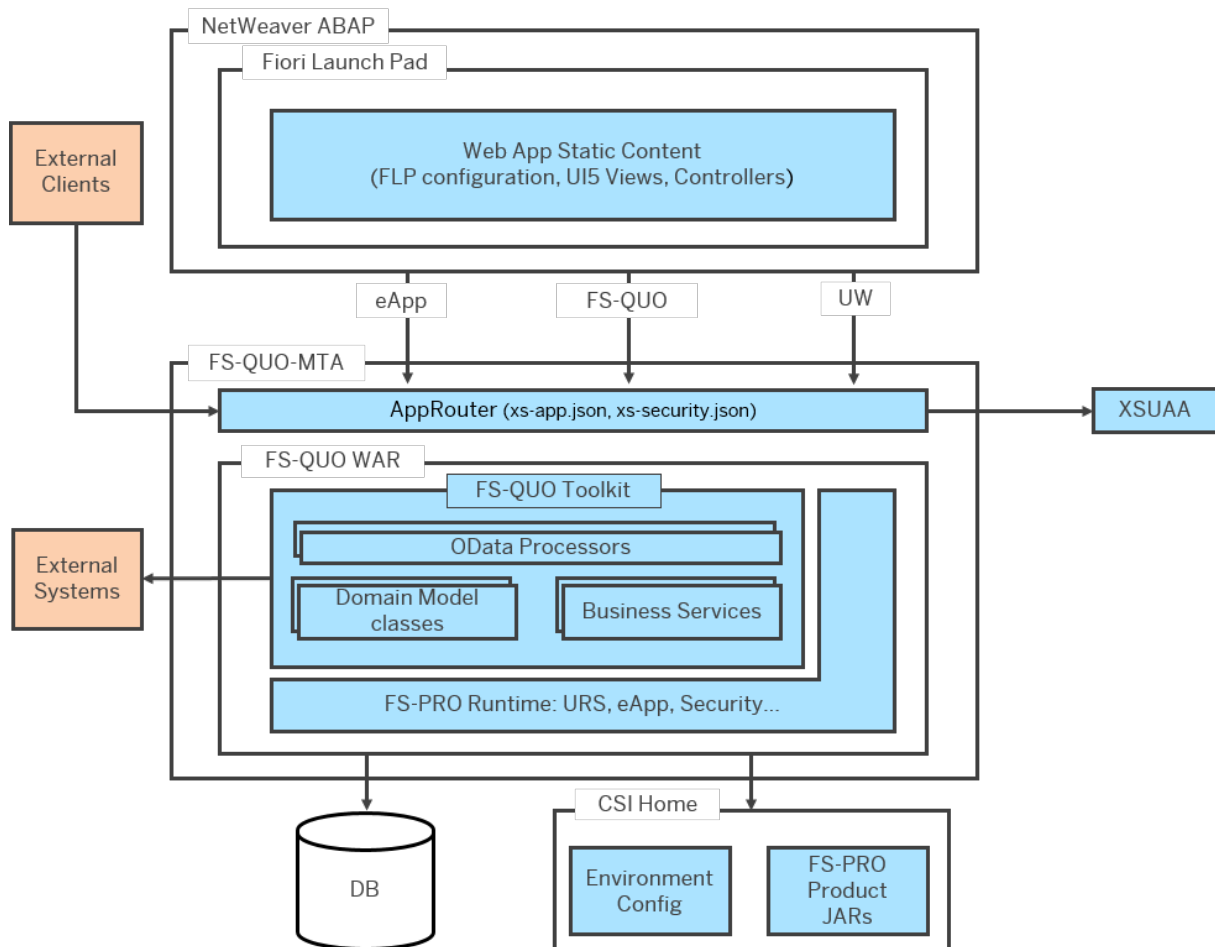 NetWeaver ABAP
Fiori Launch Pad
Web App Static Content
(FLP configuration, UI5 Views, Controllers)
External
Clients
eApp
FS-QUO
UW
FS-QUO-MTA
AppRouter (xs-app.json, xs-security.json)
XSUAA
FS-QUO WAR
FS-QUO Toolkit
OData Processors
External
Systems
Domain Model
classes
Business Services
FS-PRO Runtime: URS, eApp, Security...
CSI Home
DB
Environment
Config
FS-PRO
Product
JARs